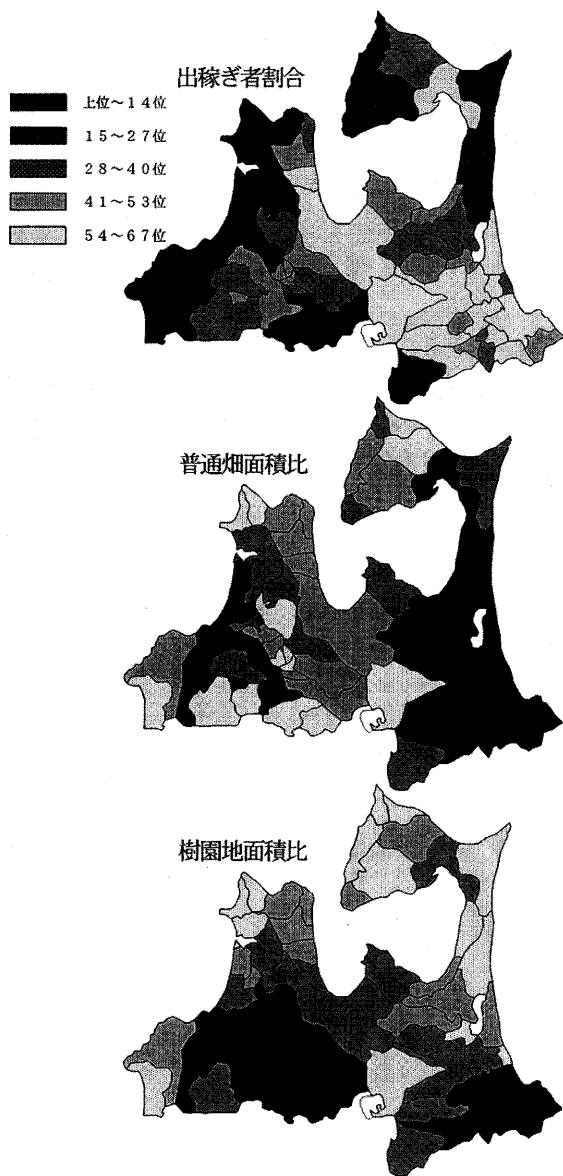 出稼ぎ者割合
上位～１４位
１５～２７位
２８～４０位
４１～５３位
５４～６７位
普通畑面積比
樹園地面積比